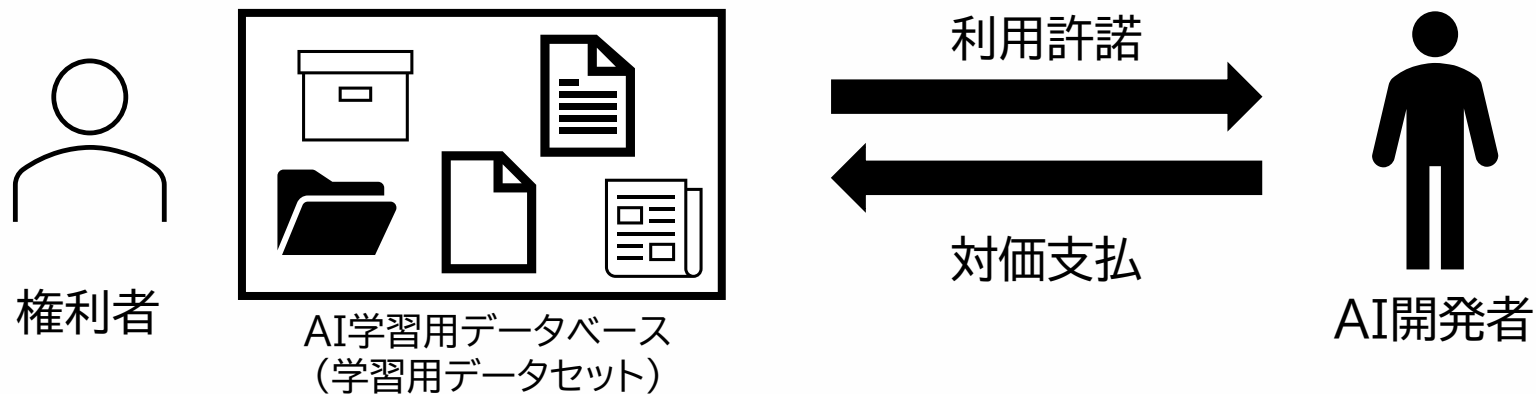 権利者
AI学習用データベース
（学習用データセット）
利用許諾
対価支払
AI開発者